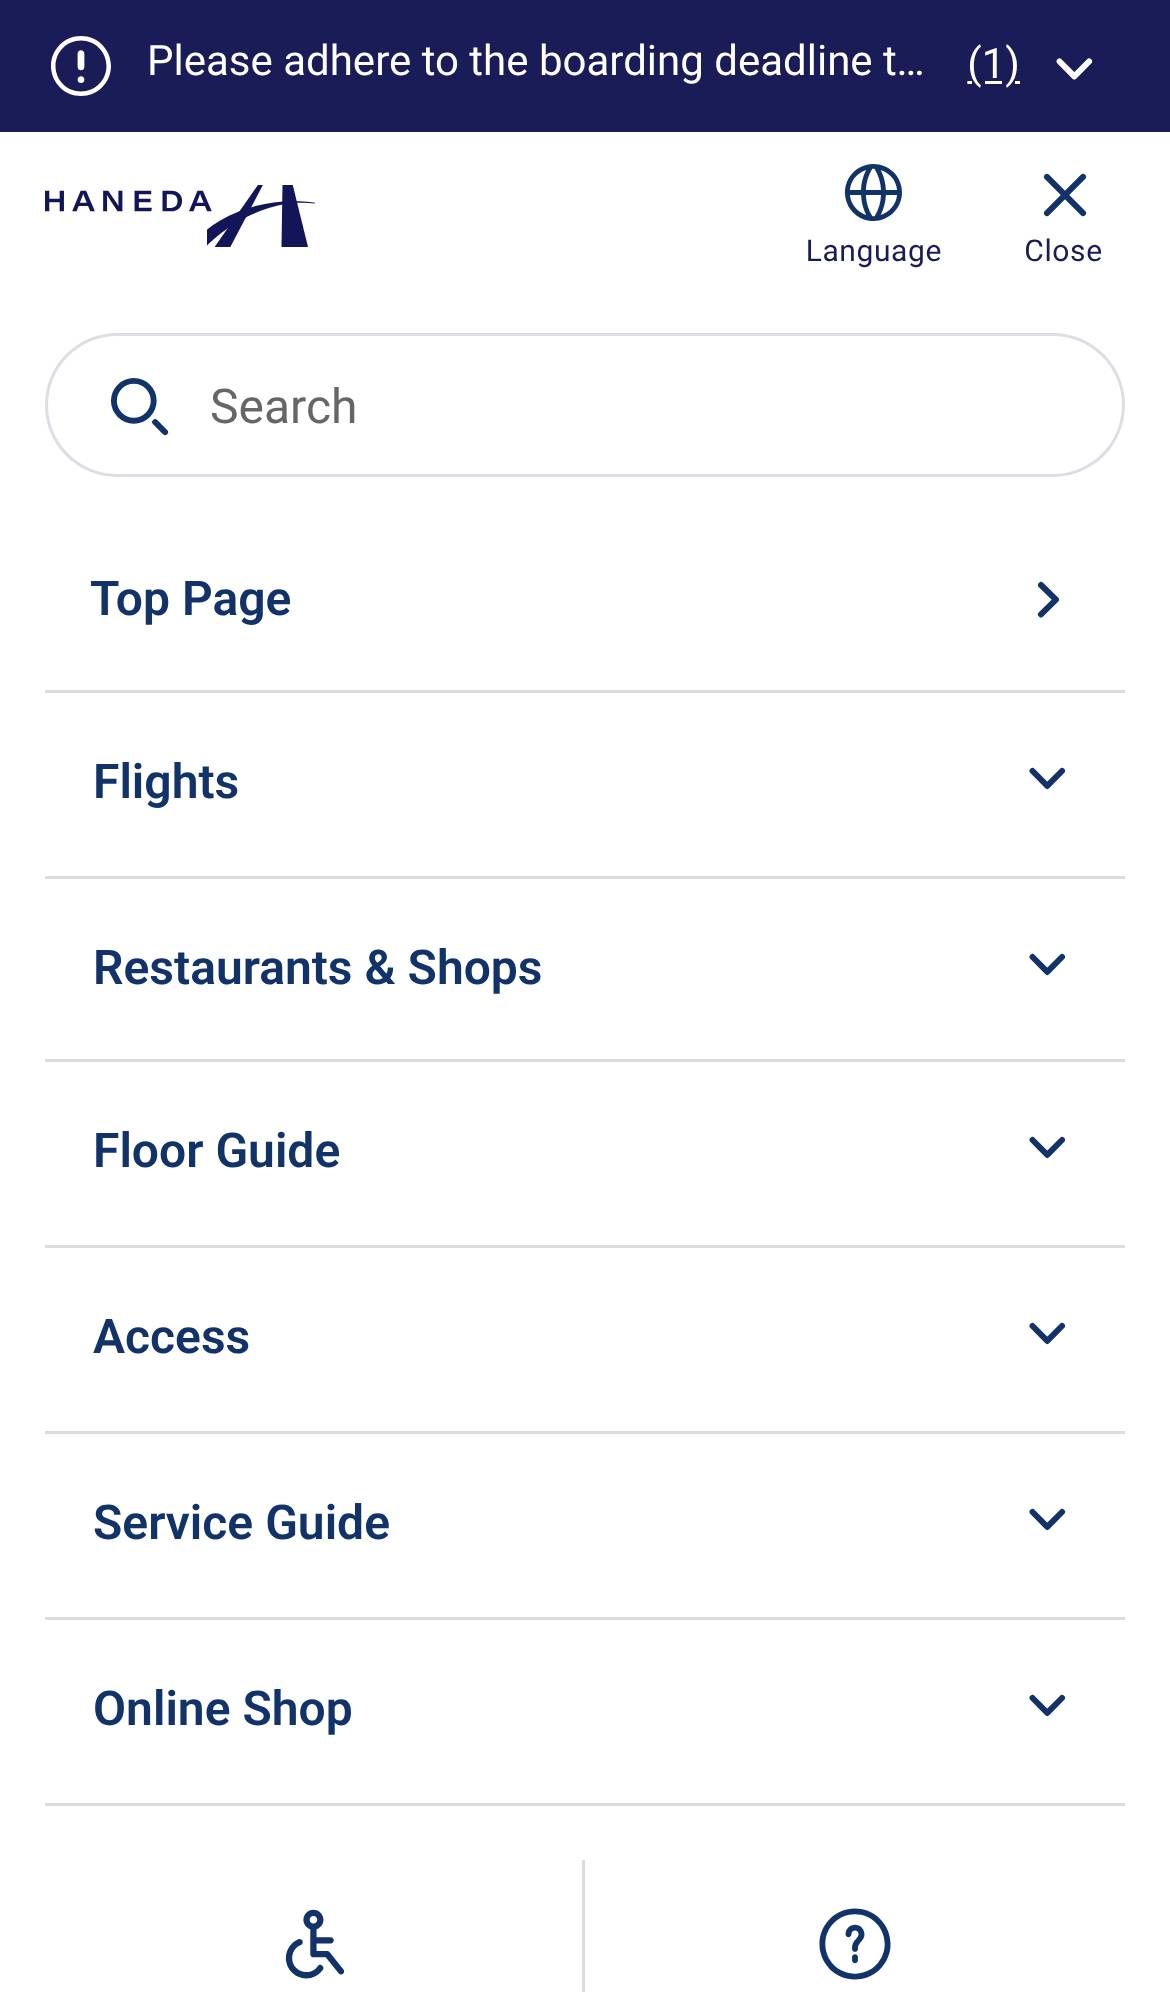 Please adhere to the boarding deadline t... (1)
HANEDA
Language
Close
Search
Top Page
Flights
Restaurants & Shops
Floor Guide
Access
Service Guide
Online Shop